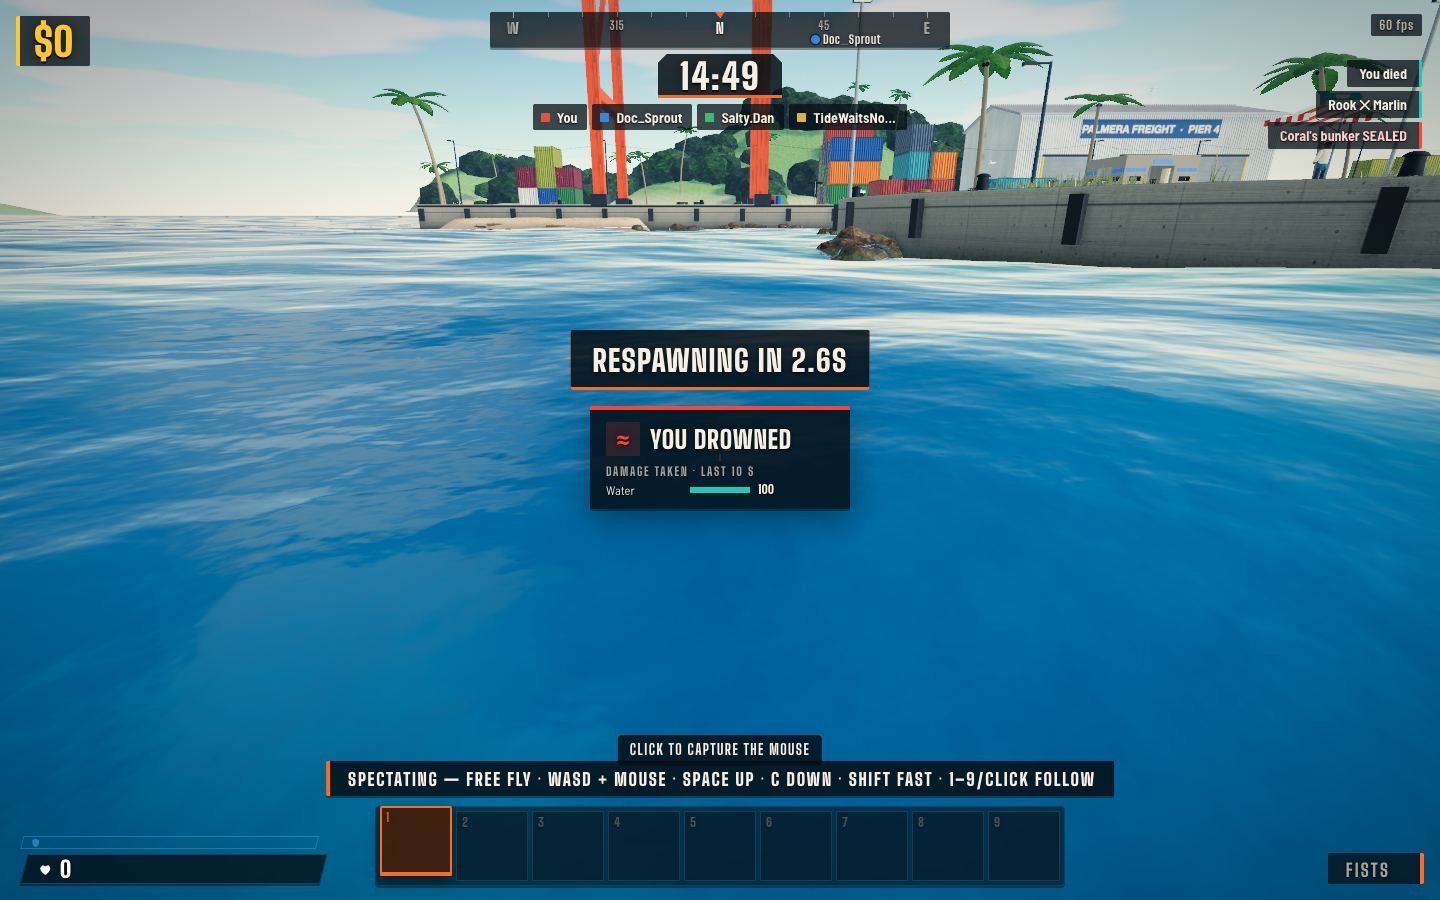 $0
W 315 N 45 E
Doc_Sprout
60 fps
14:49
You Doc_Sprout Salty.Dan TideWaitsNo...
You died
Rook Marlin
Coral's bunker SEALED
PALMERA FREIGHT · PIER 4
RESPAWNING IN 2.6S
≈ YOU DROWNED
DAMAGE TAKEN · LAST 10 S
Water 100
CLICK TO CAPTURE THE MOUSE
SPECTATING — FREE FLY · WASD + MOUSE · SPACE UP · C DOWN · SHIFT FAST · 1–9/CLICK FOLLOW
1 2 3 4 5 6 7 8 9
0
FISTS